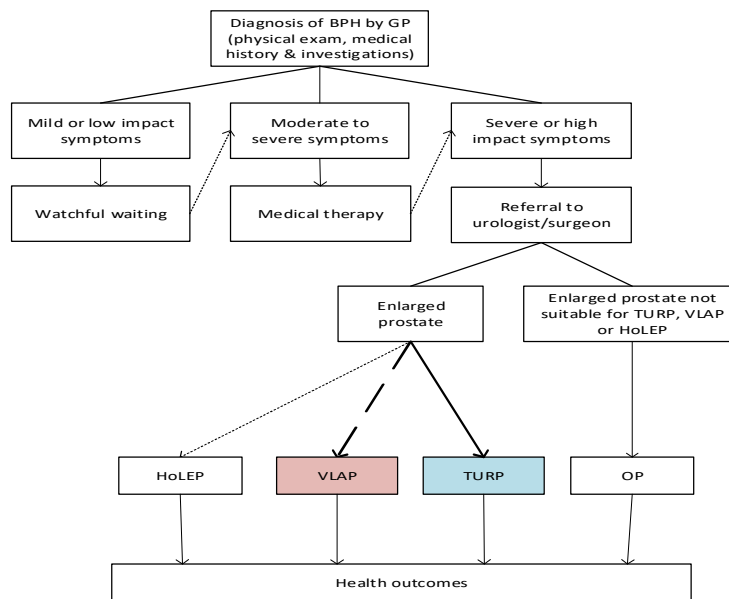 Diagnosis of BPH by GP
(physical exam, medical
history & investigations)
Mild or low impact
symptoms
Moderate to
severe symptoms
Severe or high
impact symptoms
Watchful waiting
Medical therapy
Referral to
urologist/surgeon
Enlarged
prostate
Enlarged prostate not
suitable for TURP, VLAP
or HoLEP
HoLEP
VLAP
TURP
OP
Health outcomes